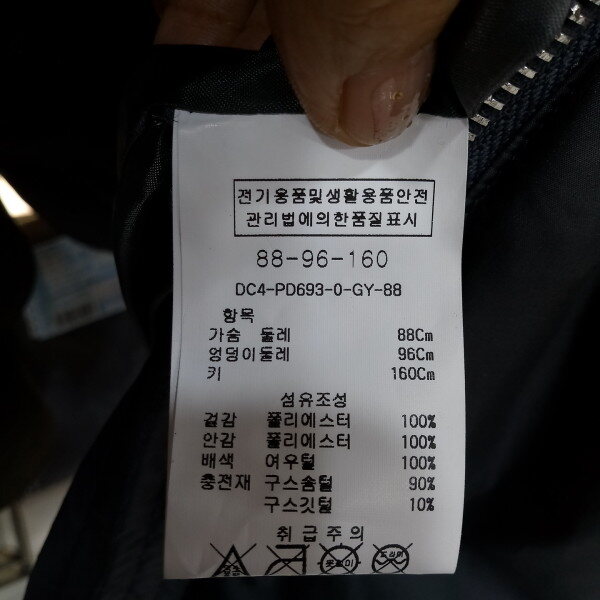 전기용품및생활용품안전
관리법에의한품질표시
88-96-160
DC4-PD693-0-GY-88
항목
가슴 둘레 88Cm
엉덩이둘레 96Cm
키 160Cm
섬유조성
겉감 폴리에스터 100%
안감 폴리에스터 100%
배색 여우털 100%
충전재 구스솜털 90%
구스깃털 10%
취급주의
드라이